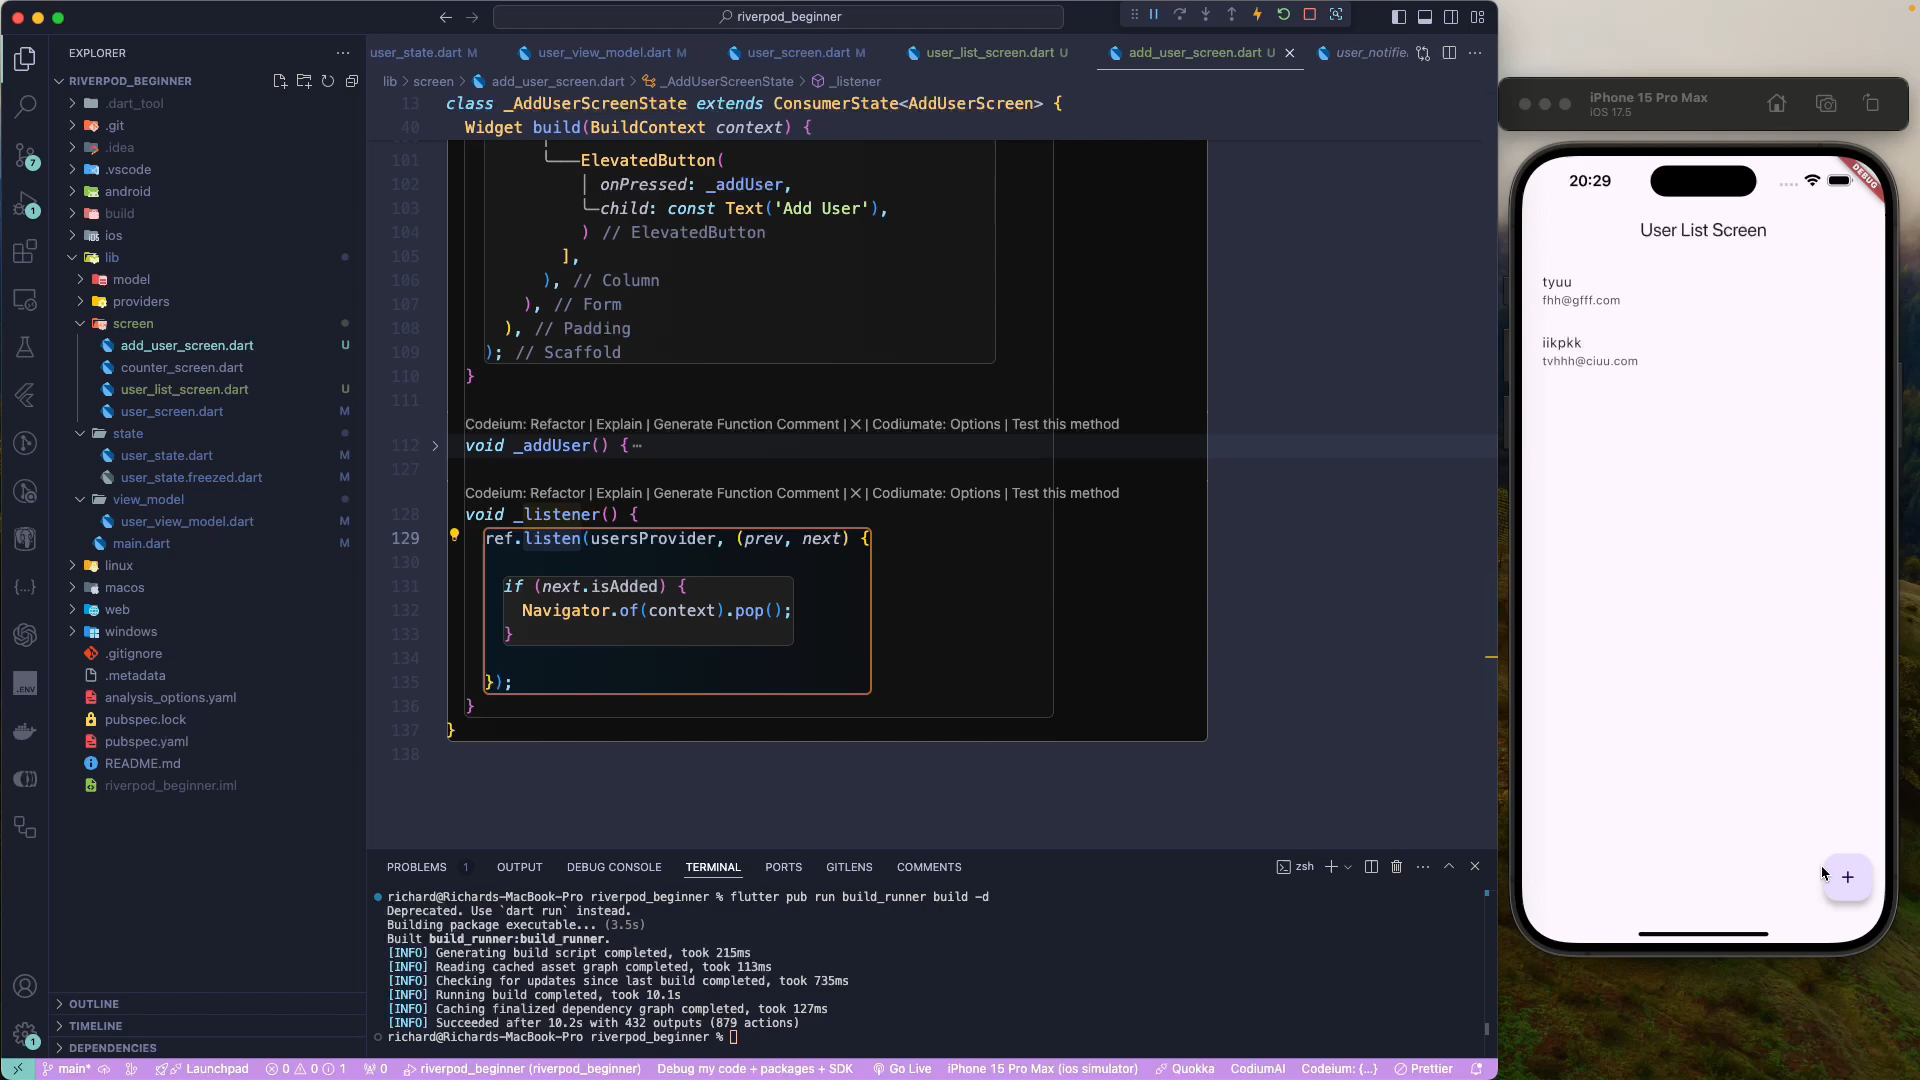 riverpod_beginner
EXPLORER
RIVERPOD_BEGINNER
.dart_tool
.git
.idea
.vscode
android
build
ios
lib
model
providers
screen
add_user_screen.dart U
counter_screen.dart
user_list_screen.dart U
user_screen.dart M
state
user_state.dart M
user_state.freezed.dart M
view_model
user_view_model.dart M
main.dart M
linux
macos
web
windows
.gitignore
.metadata
analysis_options.yaml
pubspec.lock
pubspec.yaml
README.md
riverpod_beginner.iml
OUTLINE
TIMELINE
DEPENDENCIES
7
1
.ENV
1
user_state.dart M
user_view_model.dart M
user_screen.dart M
user_list_screen.dart U
add_user_screen.dart U
user_notifie
lib > screen > add_user_screen.dart > _AddUserScreenState > _listener
13 class _AddUserScreenState extends ConsumerState<AddUserScreen> {
40 Widget build(BuildContext context) {
101 ElevatedButton(
102 onPressed: _addUser,
103 child: const Text('Add User'),
104 ) // ElevatedButton
105 ],
106 ), // Column
107 ), // Form
108 ), // Padding
109 ); // Scaffold
110 }
111
Codeium: Refactor | Explain | Generate Function Comment | X | Codiumate: Options | Test this method
112 void _addUser() {⋯
127
Codeium: Refactor | Explain | Generate Function Comment | X | Codiumate: Options | Test this method
128 void _listener() {
129 ref.listen(usersProvider, (prev, next) {
130
131 if (next.isAdded) {
132 Navigator.of(context).pop();
133 }
134
135 });
136 }
137 }
138
PROBLEMS 1 OUTPUT DEBUG CONSOLE TERMINAL PORTS GITLENS COMMENTS
zsh
richard@Richards-MacBook-Pro riverpod_beginner % flutter pub run build_runner build -d
Deprecated. Use `dart run` instead.
Building package executable... (3.5s)
Built build_runner:build_runner.
[INFO] Generating build script completed, took 215ms
[INFO] Reading cached asset graph completed, took 113ms
[INFO] Checking for updates since last build completed, took 735ms
[INFO] Running build completed, took 10.1s
[INFO] Caching finalized dependency graph completed, took 127ms
[INFO] Succeeded after 10.2s with 432 outputs (879 actions)
richard@Richards-MacBook-Pro riverpod_beginner %
main* Launchpad 0 0 1 0 riverpod_beginner (riverpod_beginner) Debug my code + packages + SDK Go Live iPhone 15 Pro Max (ios simulator) Quokka CodiumAI Codeium: {...} Prettier
iPhone 15 Pro Max
iOS 17.5
20:29
DEBUG
User List Screen
tyuu
fhh@gfff.com
iikpkk
tvhhh@ciuu.com
+